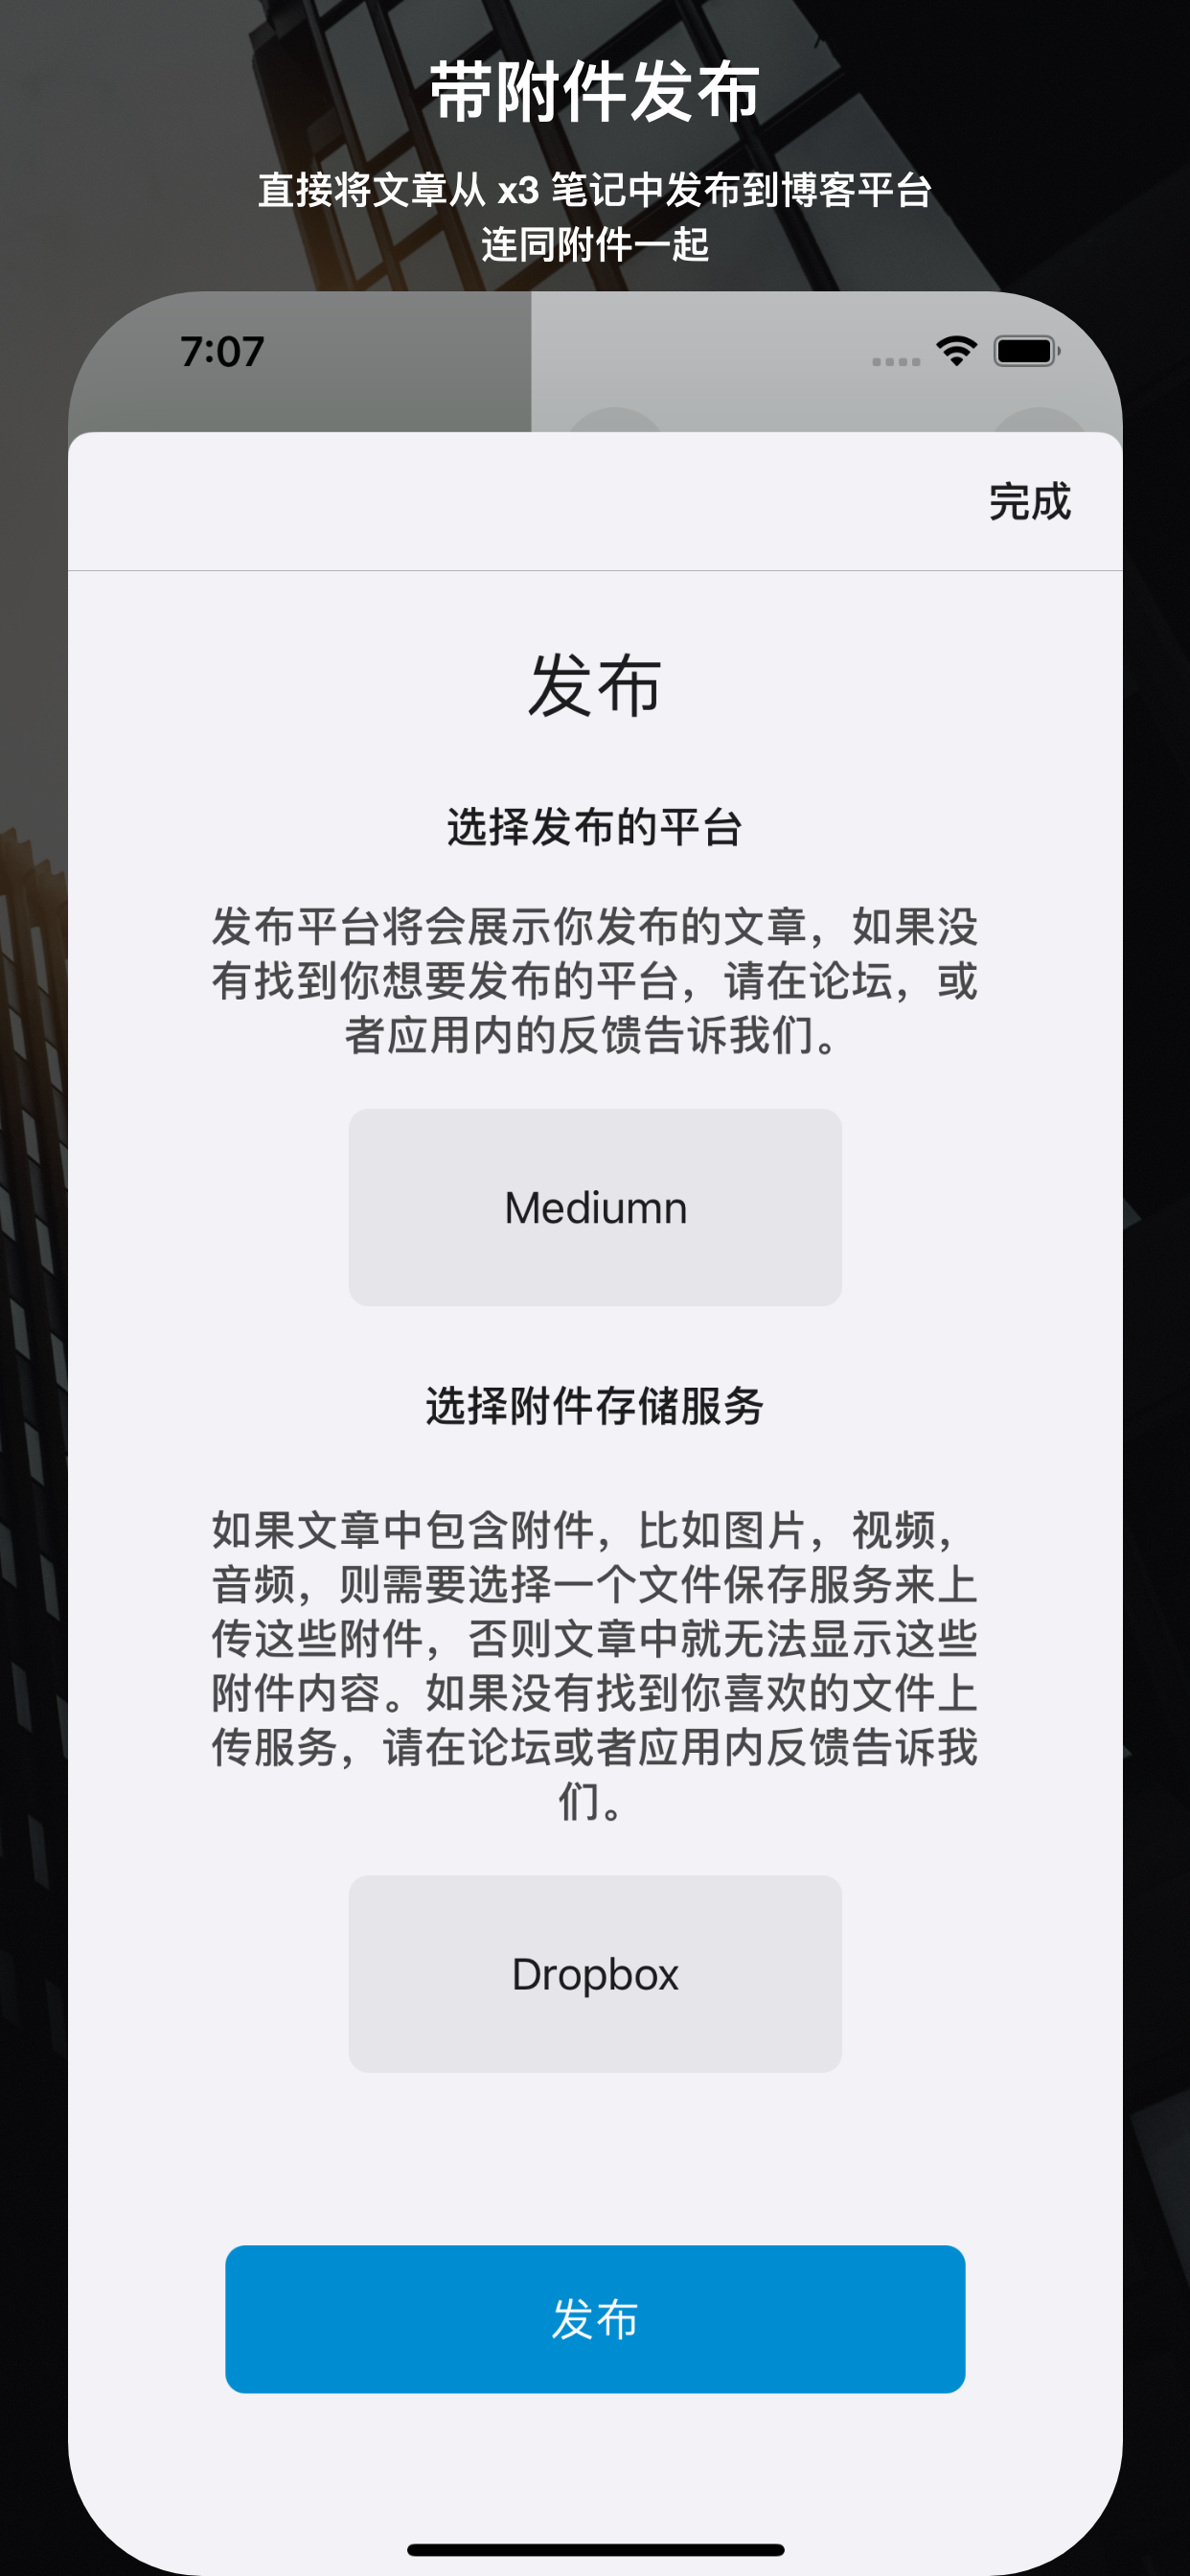 带附件发布
直接将文章从 x3 笔记中发布到博客平台
连同附件一起
7:07
完成
发布
选择发布的平台
发布平台将会展示你发布的文章，如果没
有找到你想要发布的平台，请在论坛，或
者应用内的反馈告诉我们。
Mediumn
选择附件存储服务
如果文章中包含附件，比如图片，视频，
音频，则需要选择一个文件保存服务来上
传这些附件，否则文章中就无法显示这些
附件内容。如果没有找到你喜欢的文件上
传服务，请在论坛或者应用内反馈告诉我
们。
Dropbox
发布